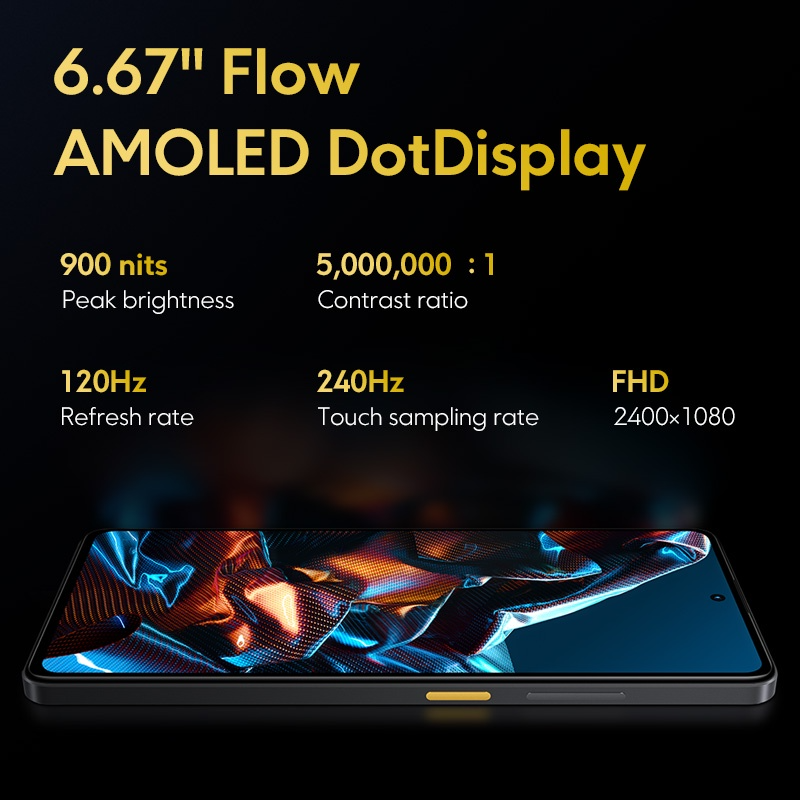 6.67" Flow
AMOLED DotDisplay
900 nits
Peak brightness
5,000,000 : 1
Contrast ratio
120Hz
Refresh rate
240Hz
Touch sampling rate
FHD
2400×1080